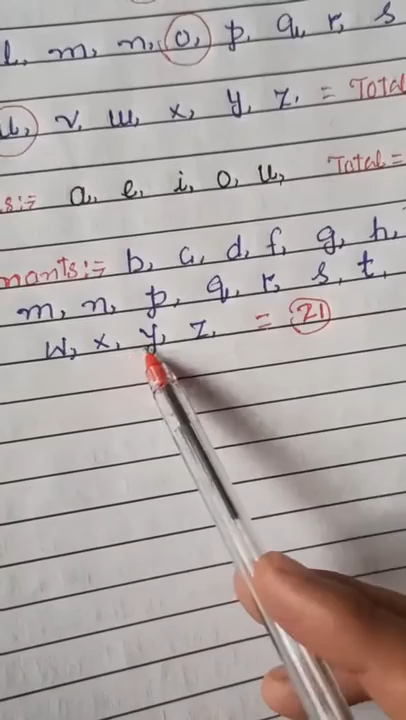 l, m, n, o, p, q, r, s
u, v, w, x, y, z. = Total
s:- a, e, i, o, u, Total =
nants:- b, c, d, f, g, h,
m, n, p, q, r, s, t,
w, x, y, z. = 21